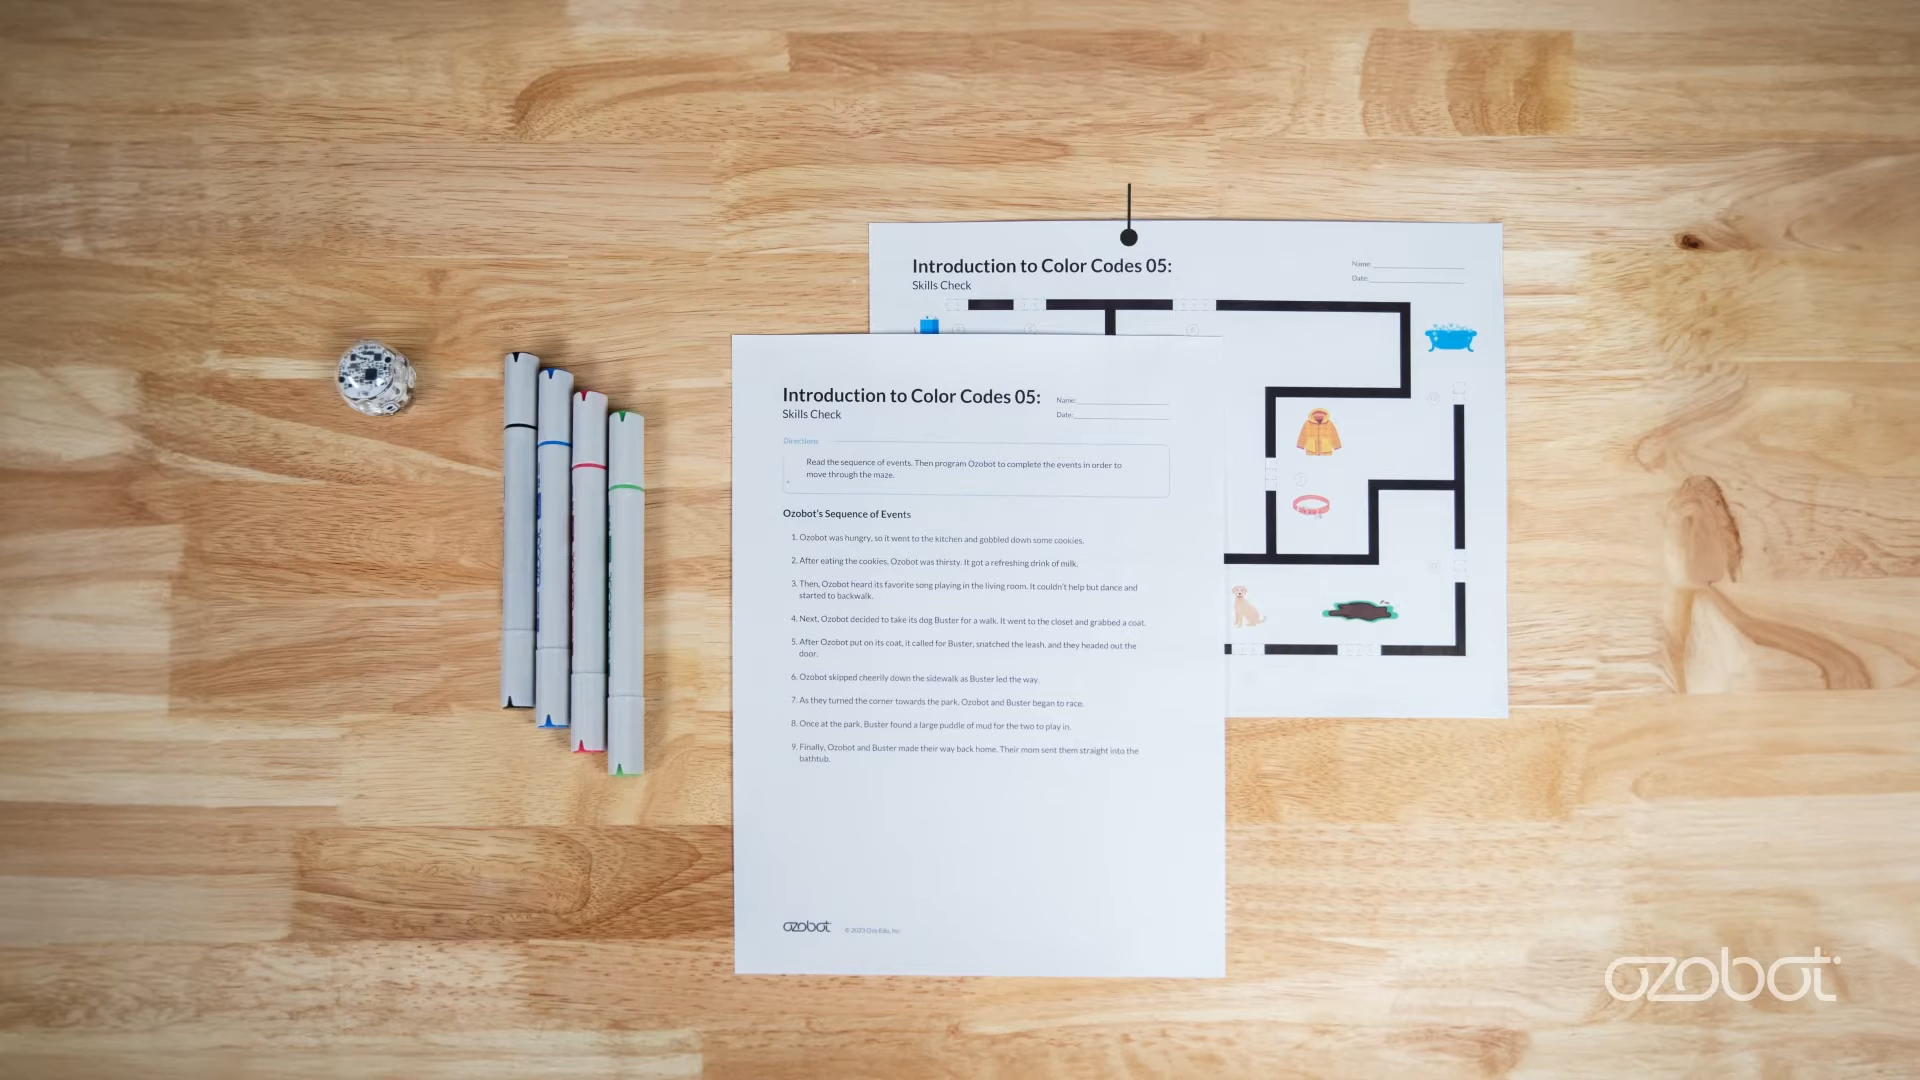 Introduction to Color Codes 05:
Skills Check
Name:
Date:
Introduction to Color Codes 05:
Skills Check
Name:
Date:
Directions
Read the sequence of events. Then program Ozobot to complete the events in order to
move through the maze.
Ozobot's Sequence of Events
1. Ozobot was hungry, so it went to the kitchen and gobbled down some cookies.
2. After eating the cookies, Ozobot was thirsty. It got a refreshing drink of milk.
3. Then, Ozobot heard its favorite song playing in the living room. It couldn't help but dance and
started to backwalk.
4. Next, Ozobot decided to take its dog Buster for a walk. It went to the closet and grabbed a coat.
5. After Ozobot put on its coat, it called for Buster, snatched the leash, and they headed out the
door.
6. Ozobot skipped cheerily down the sidewalk as Buster led the way.
7. As they turned the corner towards the park, Ozobot and Buster began to race.
8. Once at the park, Buster found a large puddle of mud for the two to play in.
9. Finally, Ozobot and Buster made their way back home. Their mom sent them straight into the
bathtub.
ozobot
© 2023 Ozo Edu, Inc
ozobot